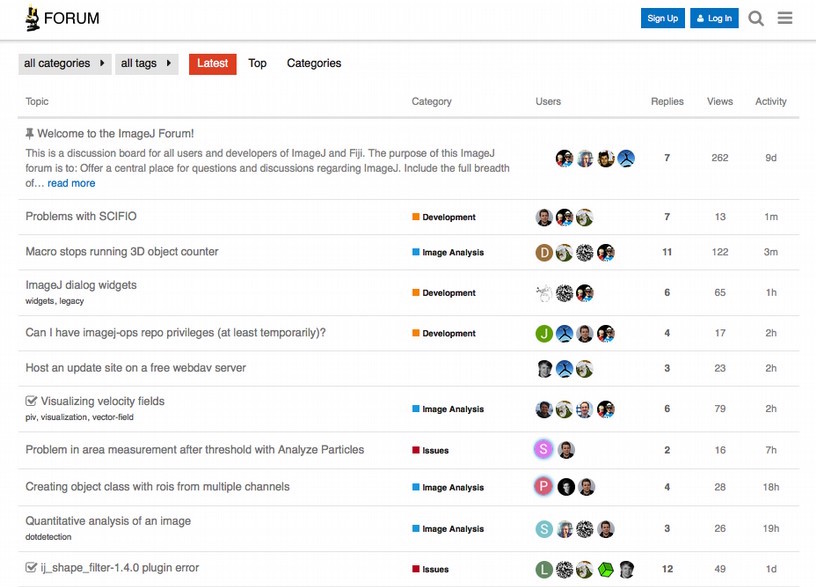 FORUM
Sign Up
Log In
all categories
all tags
Latest
Top
Categories
Topic Category Users Replies Views Activity
Welcome to the ImageJ Forum!
This is a discussion board for all users and developers of ImageJ and Fiji. The purpose of this ImageJ
forum is to: Offer a central place for questions and discussions regarding ImageJ. Include the full breadth
of… read more
7 262 9d
Problems with SCIFIO Development 7 13 1m
Macro stops running 3D object counter Image Analysis D 11 122 3m
ImageJ dialog widgets
widgets, legacy
Development 6 65 1h
Can I have imagej-ops repo privileges (at least temporarily)? Development J 4 17 2h
Host an update site on a free webdav server 3 23 2h
Visualizing velocity fields
piv, visualization, vector-field
Image Analysis 6 79 2h
Problem in area measurement after threshold with Analyze Particles Issues S 2 16 7h
Creating object class with rois from multiple channels Image Analysis P 4 28 18h
Quantitative analysis of an image
dotdetection
Image Analysis S 3 26 19h
ij_shape_filter-1.4.0 plugin error Issues L 12 49 1d